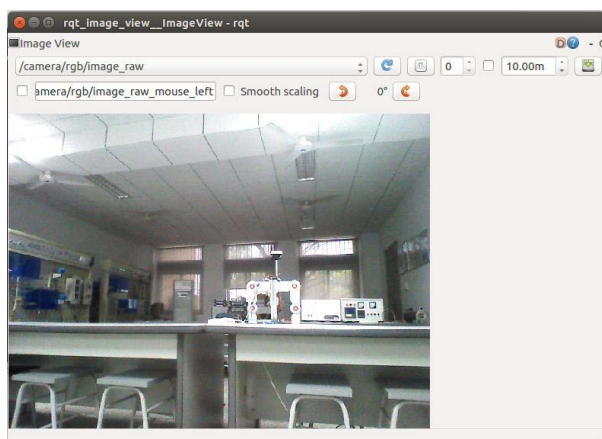 rqt_image_view__ImageView - rqt
Image View D? - C
/camera/rgb/image_raw 0 10.00m
amera/rgb/image_raw_mouse_left Smooth scaling 0°